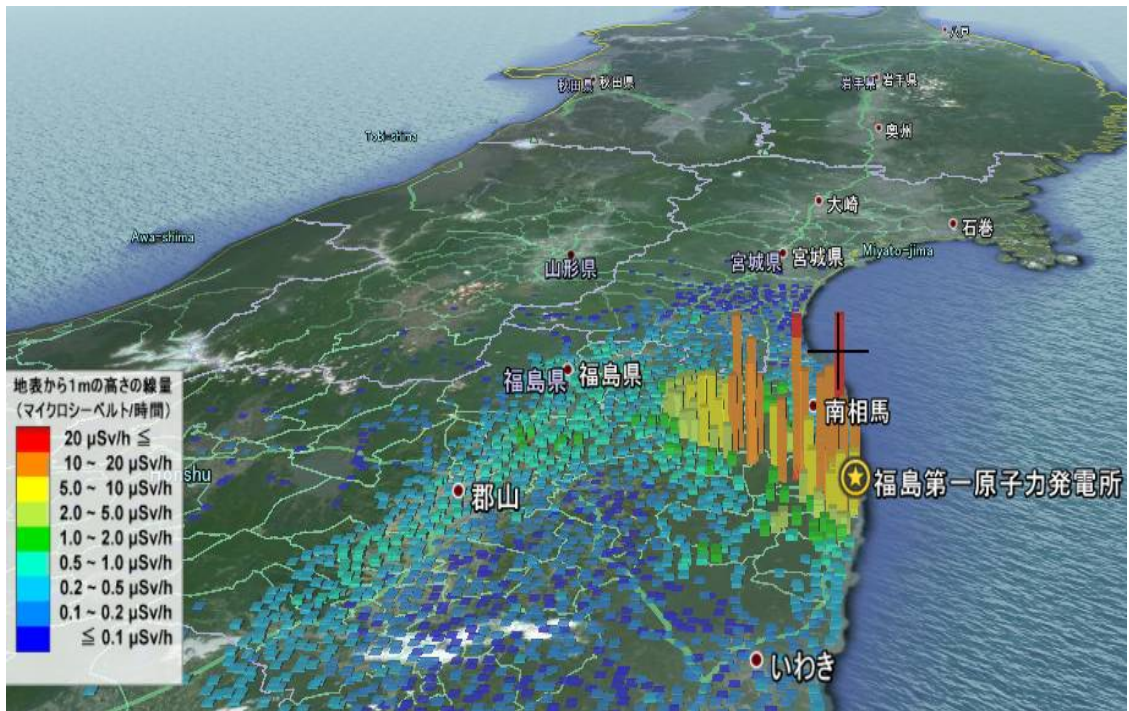 八戸
秋田県 秋田県
岩手県 岩手県
奥州
Tobi-shima
大崎
石巻
Awa-shima
山形県
宮城県 宮城県
Miyato-jima
福島県 福島県
南相馬
福島第一原子力発電所
郡山
いわき
Honshu
地表から1mの高さの線量
(マイクロシーベルト/時間)
20 μSv/h ≦
10 ~ 20 μSv/h
5.0 ~ 10 μSv/h
2.0 ~ 5.0 μSv/h
1.0 ~ 2.0 μSv/h
0.5 ~ 1.0 μSv/h
0.2 ~ 0.5 μSv/h
0.1 ~ 0.2 μSv/h
≦ 0.1 μSv/h